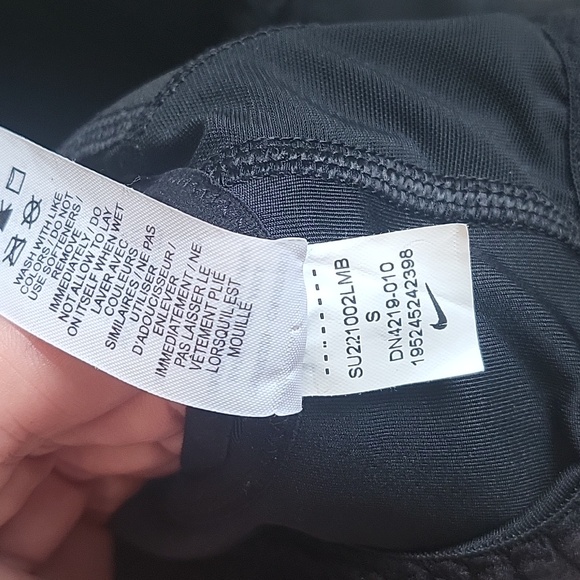 WASH WITH LIKE
COLORS / DO NOT
USE SOFTENERS /
REMOVE
IMMEDIATELY / DO
NOT ALLOW TO LAY
ON ITSELF WHEN WET
LAVER AVEC
COULEURS
SIMILAIRES / NE PAS
UTILISER
D'ADOUCISSEUR /
ENLEVER
IMMÉDIATEMENT / NE
PAS LAISSER LE
VÊTEMENT PLIÉ
LORSQU'IL EST
MOUILLÉ
SU221002LMB
S
DN4219-010
195245242398